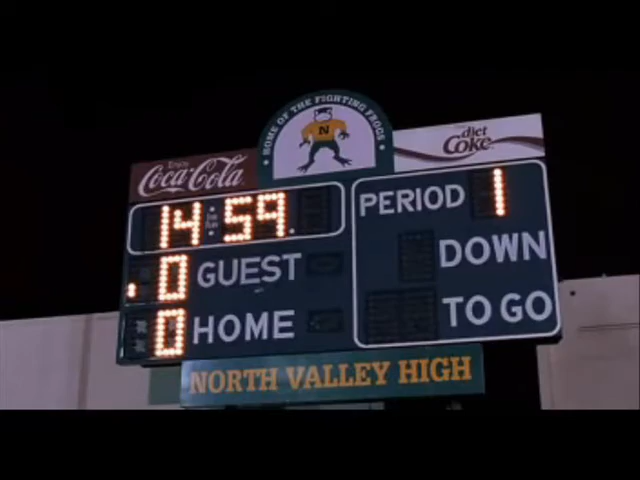 HOME OF THE FIGHTING FROGS
N
Enjoy
Coca-Cola
diet
Coke
14:59
PERIOD 1
0 GUEST
DOWN
0 HOME
TO GO
NORTH VALLEY HIGH